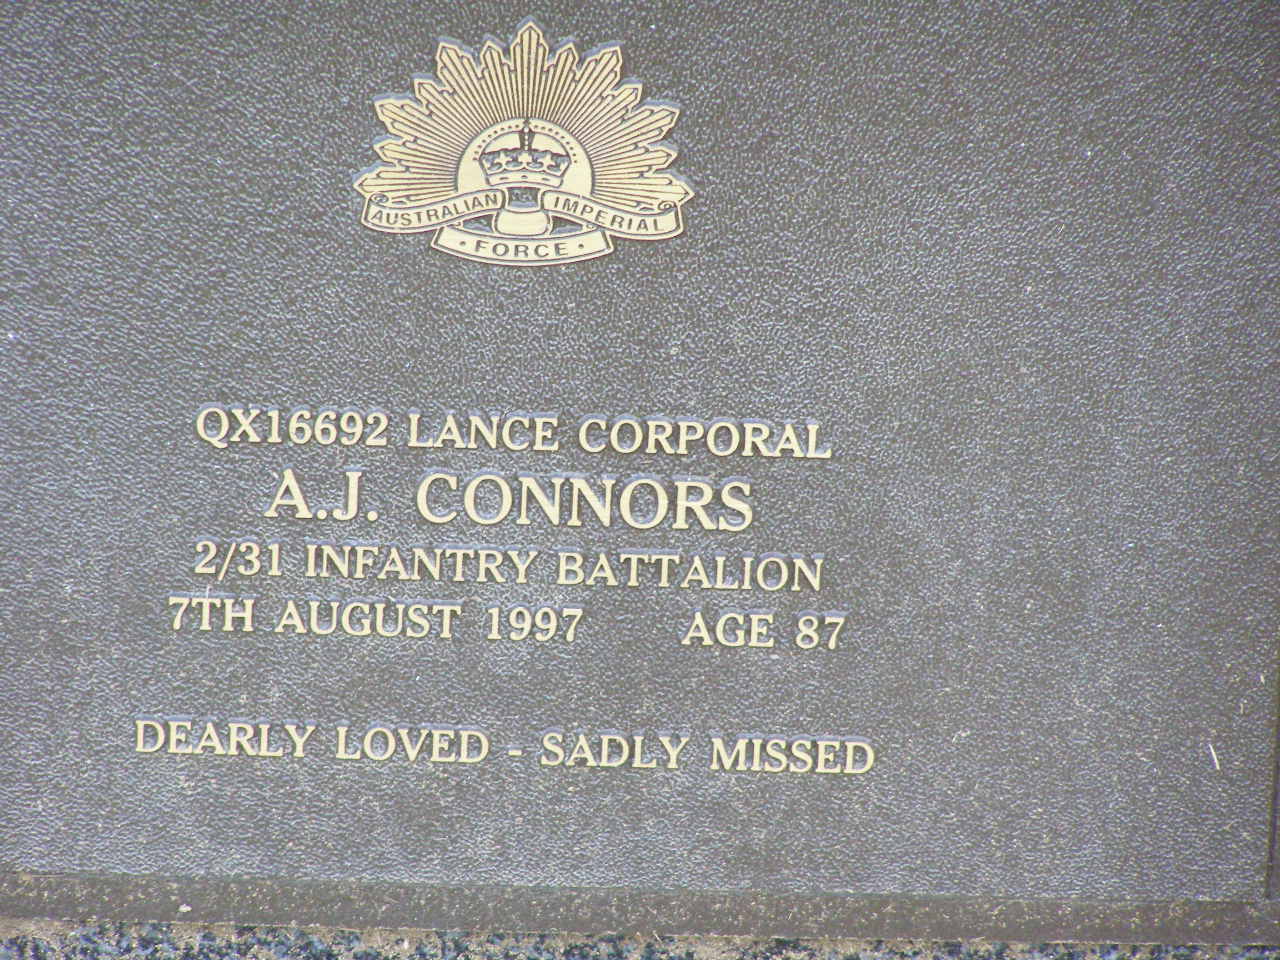 AUSTRALIAN IMPERIAL
· FORCE ·
QX16692 LANCE CORPORAL
A.J. CONNORS
2/31 INFANTRY BATTALION
7TH AUGUST 1997 AGE 87
DEARLY LOVED - SADLY MISSED